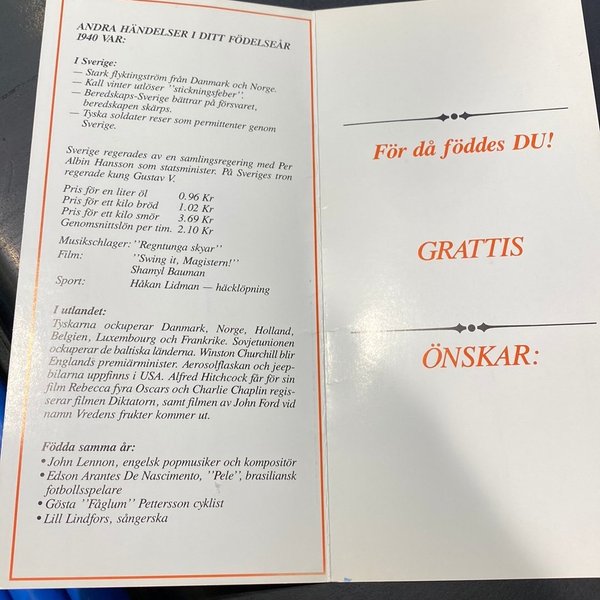 ANDRA HÄNDELSER I DITT FÖDELSEÅR
1940 VAR:
I Sverige:
— Stark flyktingström från Danmark och Norge.
— Kall vinter utlöser "stickningsfeber".
— Beredskaps-Sverige bättrar på försvaret,
beredskapen skärps.
— Tyska soldater reser som permittenter genom
Sverige.
Sverige regerades av en samlingsregering med Per
Albin Hansson som statsminister. På Sveriges tron
regerade kung Gustav V.
Pris för en liter öl 0.96 Kr
Pris för ett kilo bröd 1.02 Kr
Pris för ett kilo smör 3.69 Kr
Genomsnittslön per tim. 2.10 Kr
Musikschlager: "Regntunga skyar"
Film: "Swing it, Magistern!"
Shamyl Bauman
Sport: Håkan Lidman — häcklöpning
I utlandet:
Tyskarna ockuperar Danmark, Norge, Holland,
Belgien, Luxembourg och Frankrike. Sovjetunionen
ockuperar de baltiska länderna. Winston Churchill blir
Englands premiärminister. Aerosolflaskan och jeep-
bilarna uppfinns i USA. Alfred Hitchcock får för sin
film Rebecca fyra Oscars och Charlie Chaplin regis-
serar filmen Diktatorn, samt filmen av John Ford vid
namn Vredens frukter kommer ut.
Födda samma år:
• John Lennon, engelsk popmusiker och kompositör
• Edson Arantes De Nascimento, "Pele", brasiliansk
fotbollsspelare
• Gösta "Fåglum" Pettersson cyklist
• Lill Lindfors, sångerska
För då föddes DU!
GRATTIS
ÖNSKAR: